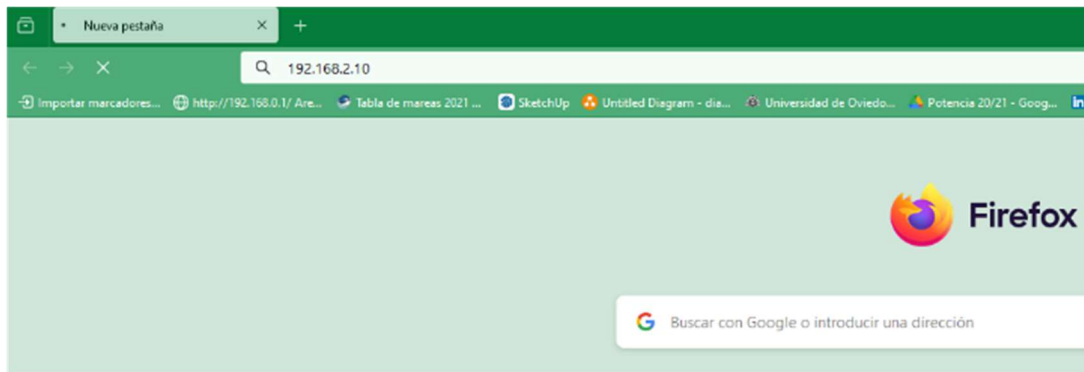 Nueva pestaña
192.168.2.10
Importar marcadores... http://192.168.0.1/ Are... Tabla de mareas 2021 ... SketchUp Untitled Diagram - dia... Universidad de Oviedo... Potencia 20/21 - Goog... in
Firefox
Buscar con Google o introducir una dirección